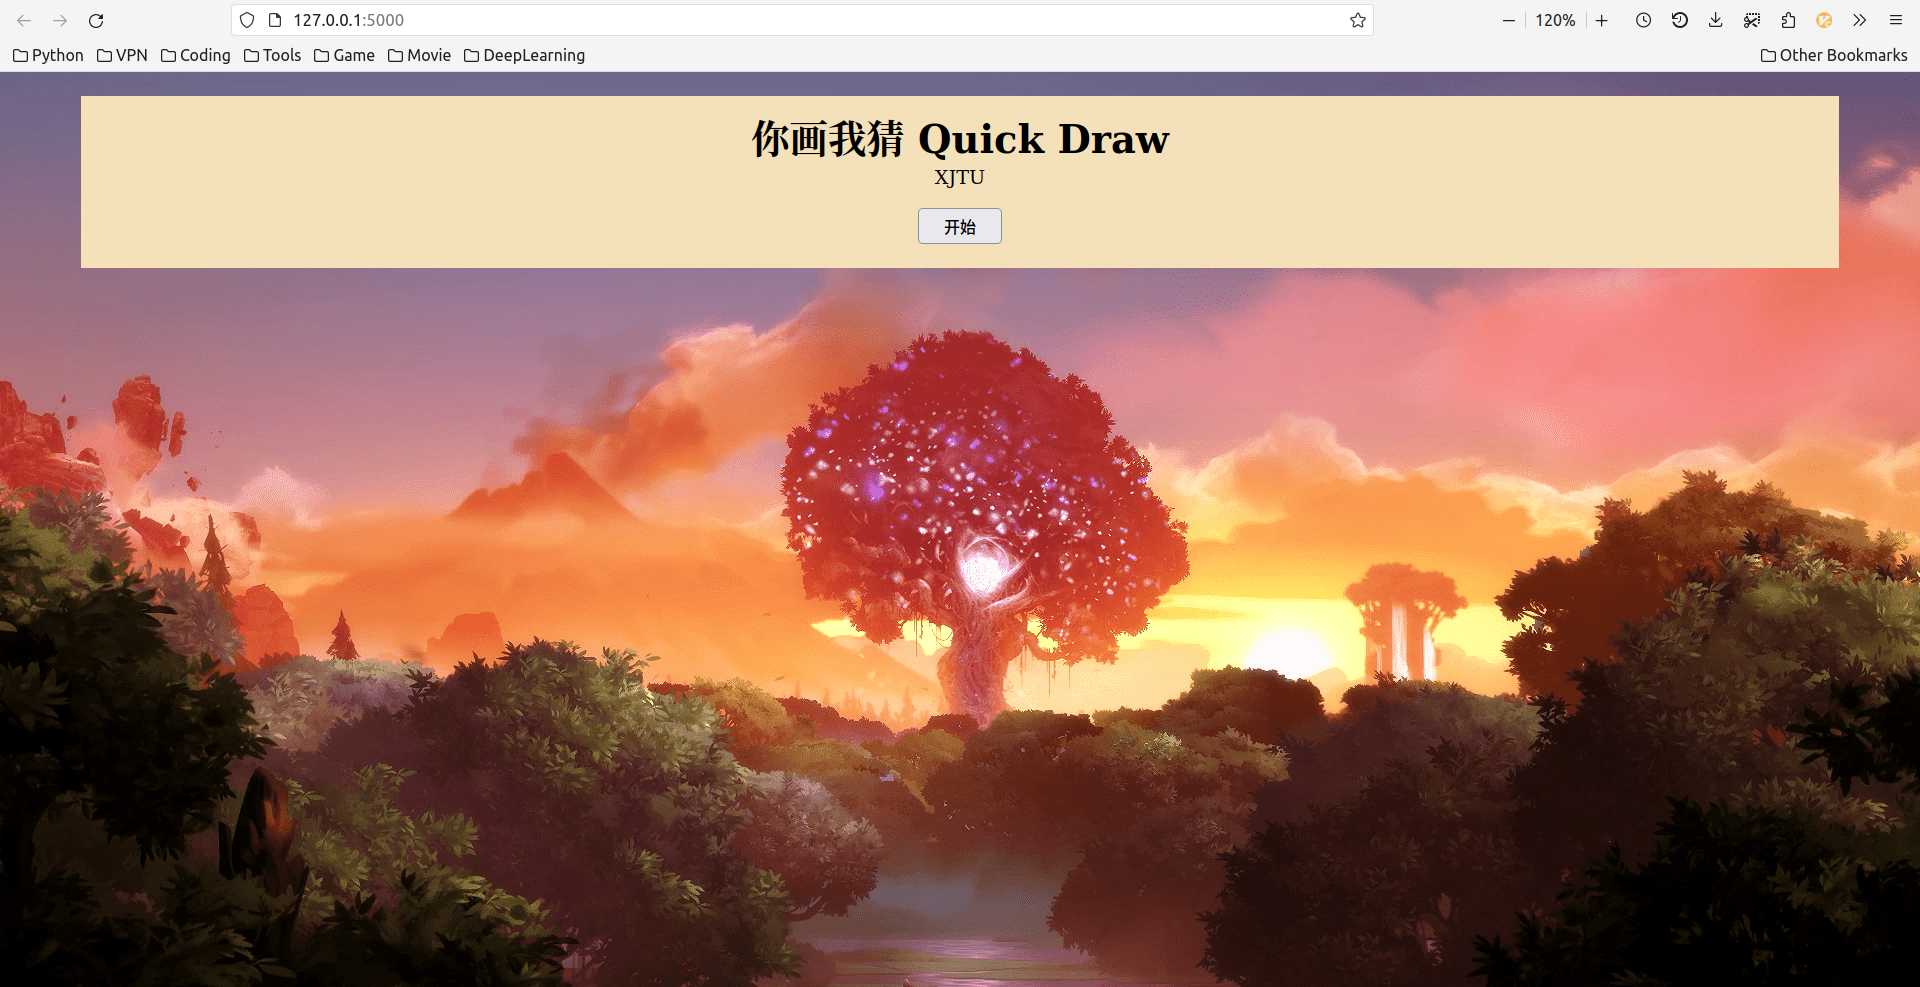 127.0.0.1:5000
120%
Python VPN Coding Tools Game Movie DeepLearning Other Bookmarks
你画我猜 Quick Draw
XJTU
开始